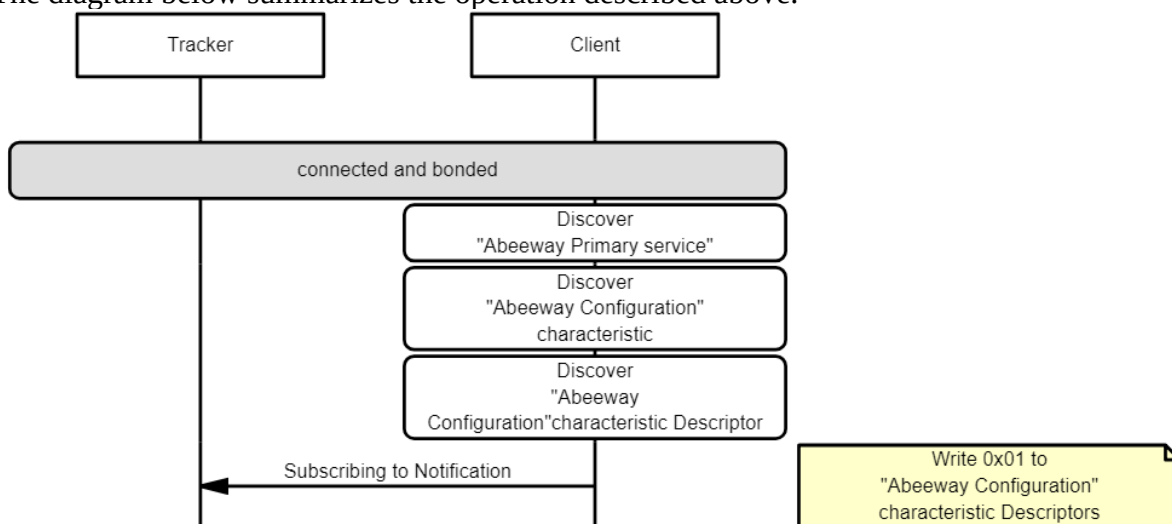 The diagram below summarizes the operation described above.
Tracker
Client
connected and bonded
Discover
"Abeeway Primary service"
Discover
"Abeeway Configuration"
characteristic
Discover
"Abeeway
Configuration"characteristic Descriptor
Subscribing to Notification
Write 0x01 to
"Abeeway Configuration"
characteristic Descriptors